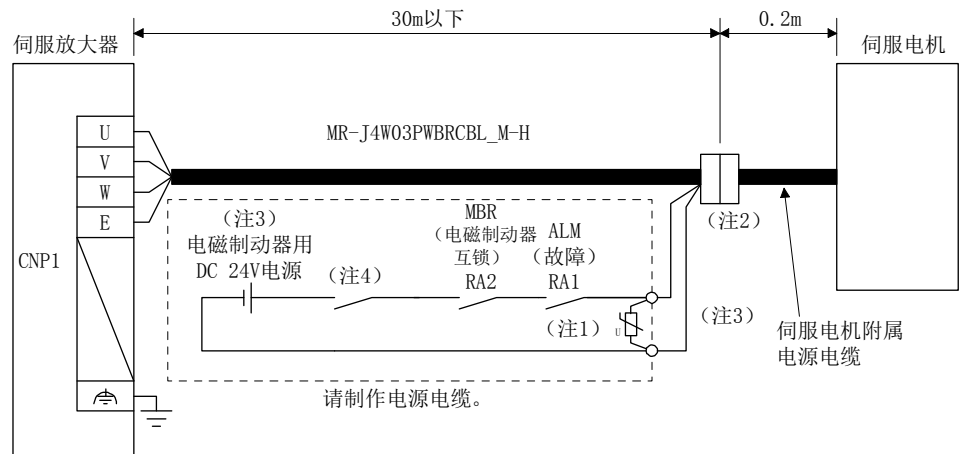 30m以下
0.2m
伺服放大器
伺服电机
U
V
W
E
MR-J4W03PWBRCBL_M-H
CNP1
（注3）
电磁制动器用
DC 24V电源
（注4）
MBR
（电磁制动器
互锁）
RA2
ALM
（故障）
RA1
（注1）
U
（注2）
（注3）
伺服电机附属
电源电缆
请制作电源电缆。